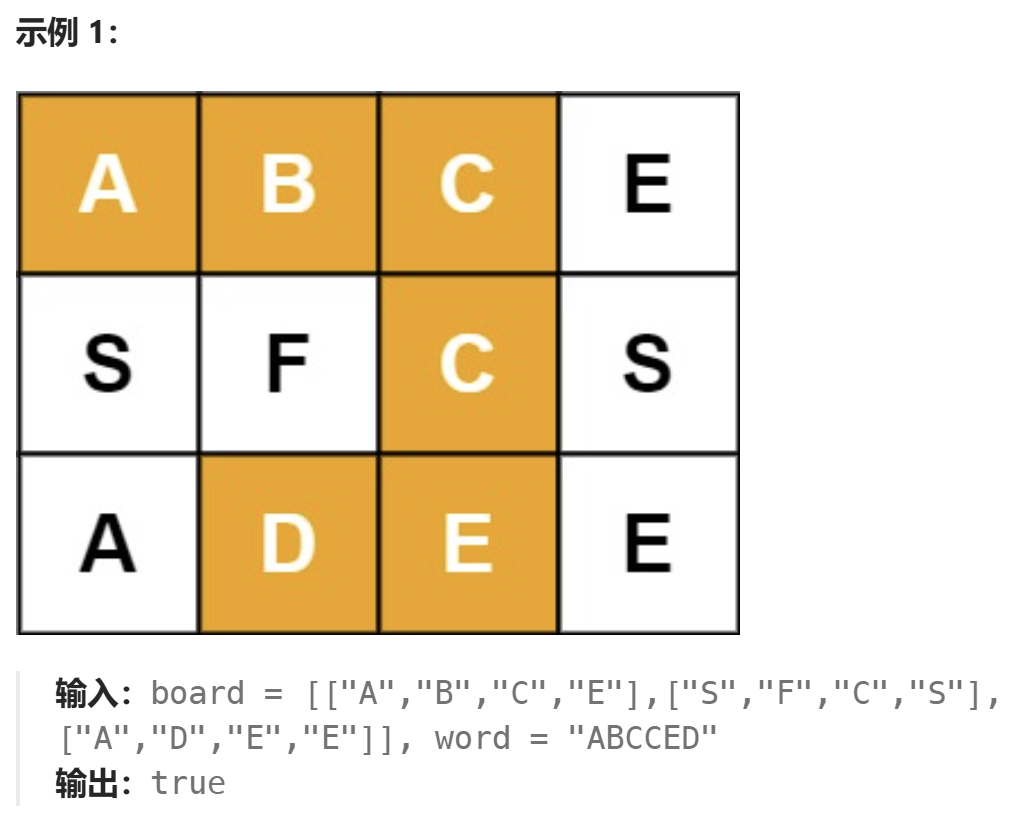 示例 1：
A B C E
S F C S
A D E E
输入：board = [["A","B","C","E"],["S","F","C","S"],
["A","D","E","E"]], word = "ABCCED"
输出：true